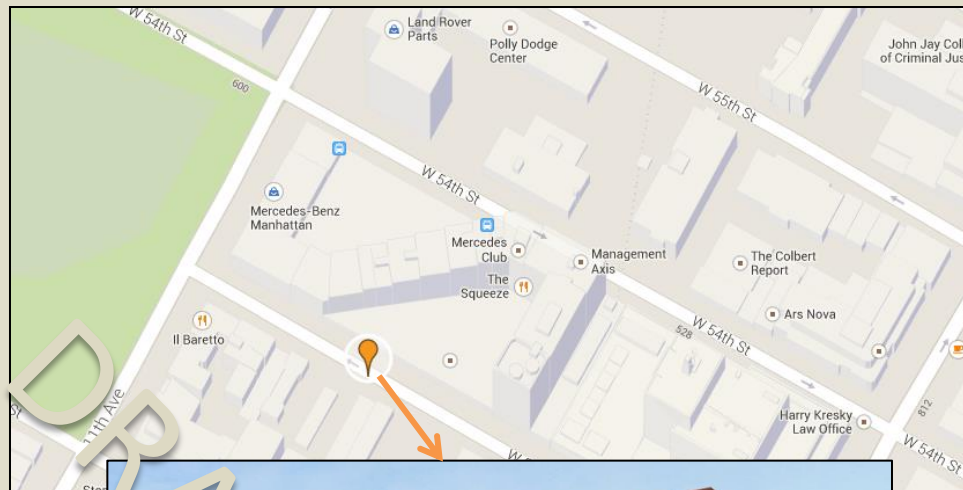 W 54th St
Land Rover
Parts
Polly Dodge
Center
John Jay Coll
of Criminal Jus
600
W 55th St
W 54th St
Mercedes-Benz
Manhattan
Mercedes
Club
Management
Axis
The Colbert
Report
The
Squeeze
Ars Nova
Il Baretto
528
W 54th St
11th Ave
St
812
Harry Kresky
Law Office
W 54th St
DRA